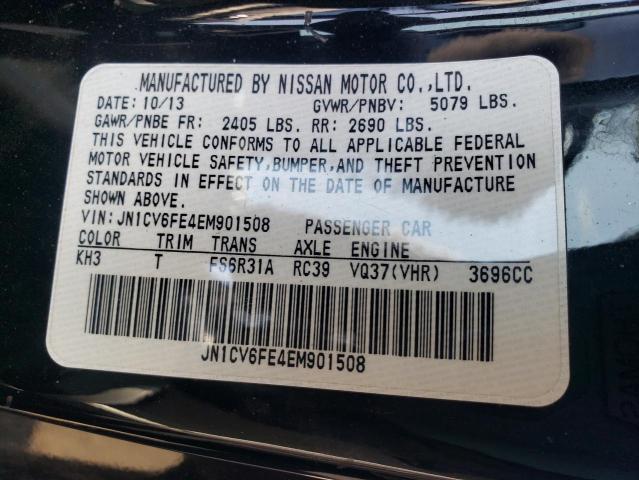 MANUFACTURED BY NISSAN MOTOR CO.,LTD.
DATE: 10/13 GVWR/PNBV: 5079 LBS.
GAWR/PNBE FR: 2405 LBS. RR: 2690 LBS.
THIS VEHICLE CONFORMS TO ALL APPLICABLE FEDERAL
MOTOR VEHICLE SAFETY,BUMPER,AND THEFT PREVENTION
STANDARDS IN EFFECT ON THE DATE OF MANUFACTURE
SHOWN ABOVE.
VIN:JN1CV6FE4EM901508 PASSENGER CAR
COLOR TRIM TRANS AXLE ENGINE
KH3 T FS6R31A RC39 VQ37(VHR) 3696CC
JN1CV6FE4EM901508